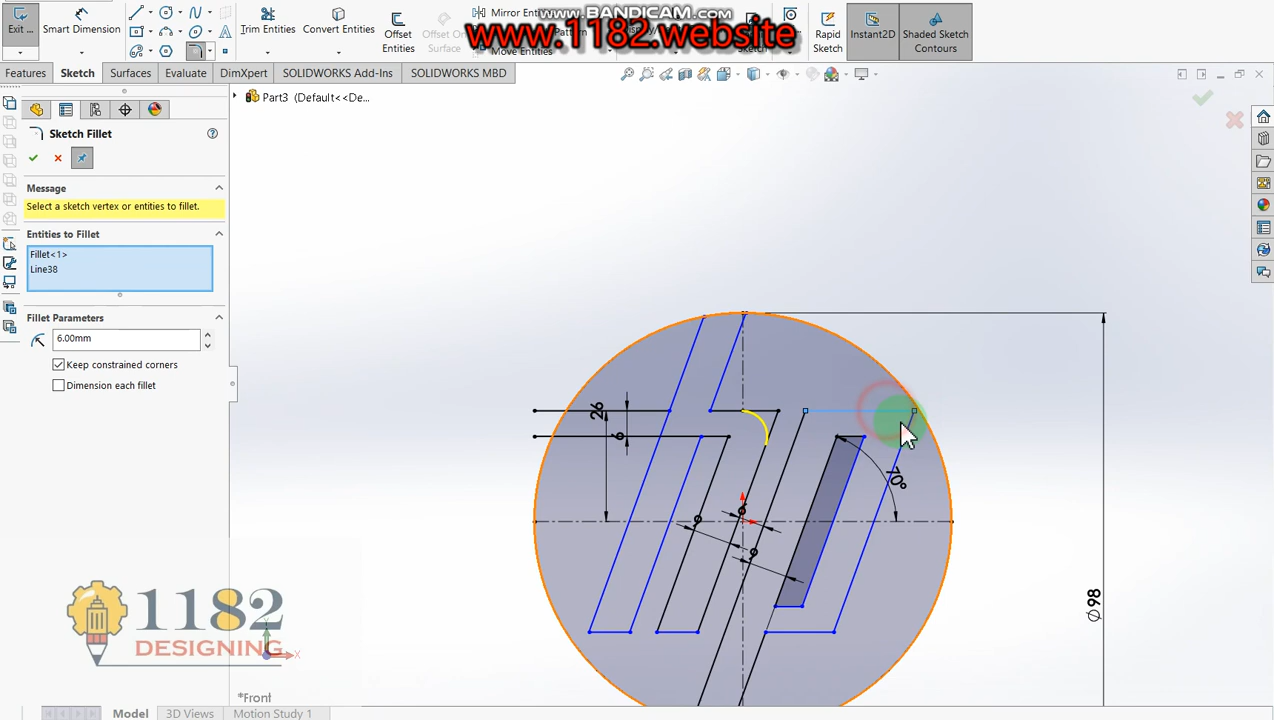 www.BANDICAM.com
www.1182.website
Exit ...
Smart Dimension
Trim Entities
Convert Entities
Offset Entities
Offset On Surface
Mirror Entities
Move Entities
Rapid Sketch
Instant2D
Shaded Sketch Contours
Features
Sketch
Surfaces
Evaluate
DimXpert
SOLIDWORKS Add-Ins
SOLIDWORKS MBD
Part3 (Default<<De...
Sketch Fillet
Message
Select a sketch vertex or entities to fillet.
Entities to Fillet
Fillet<1>
Line38
Fillet Parameters
6.00mm
Keep constrained corners
Dimension each fillet
26
6
70°
Ø98
1182
DESIGNING
X
*Front
Model
3D Views
Motion Study 1